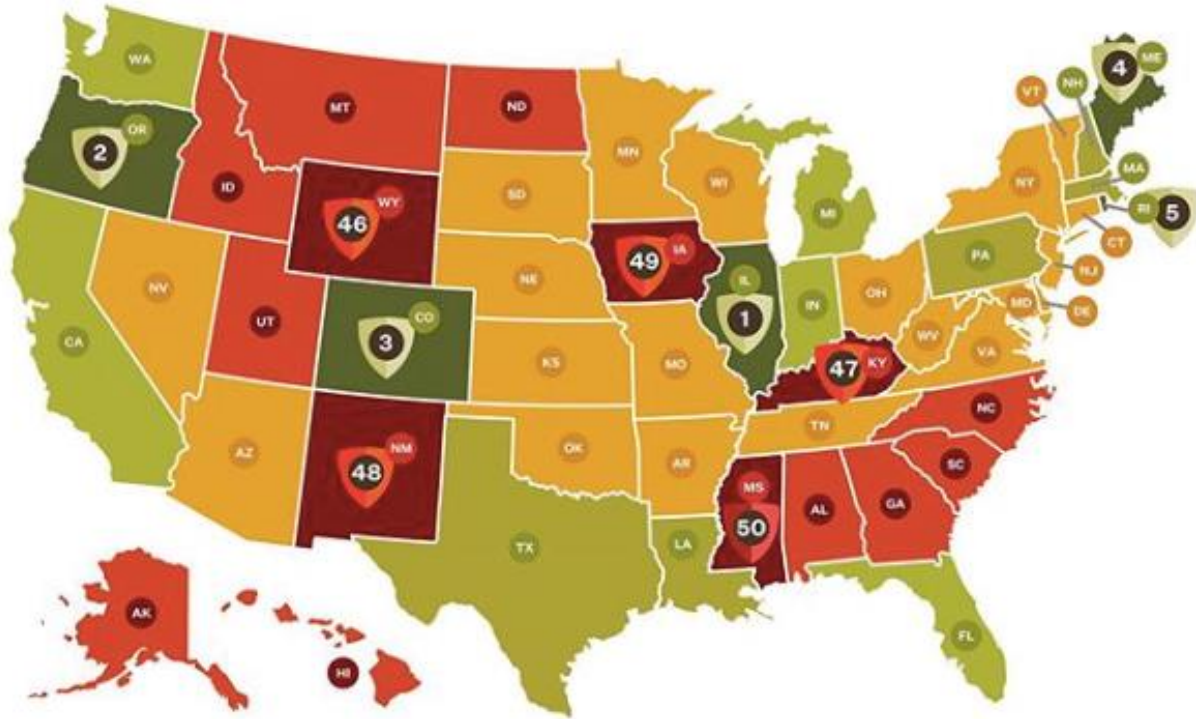 WA
MT
ND
OR
2
ID
WY
46
MN
SD
WI
MI
IA
49
NE
IL
1
IN
OH
PA
NY
VT
NH
4
ME
MA
RI
5
CT
NJ
MD
DE
NV
UT
CO
3
CA
KS
MO
47
KY
WV
VA
AZ
NM
48
OK
AR
TN
NC
SC
MS
50
AL
GA
TX
LA
FL
AK
HI